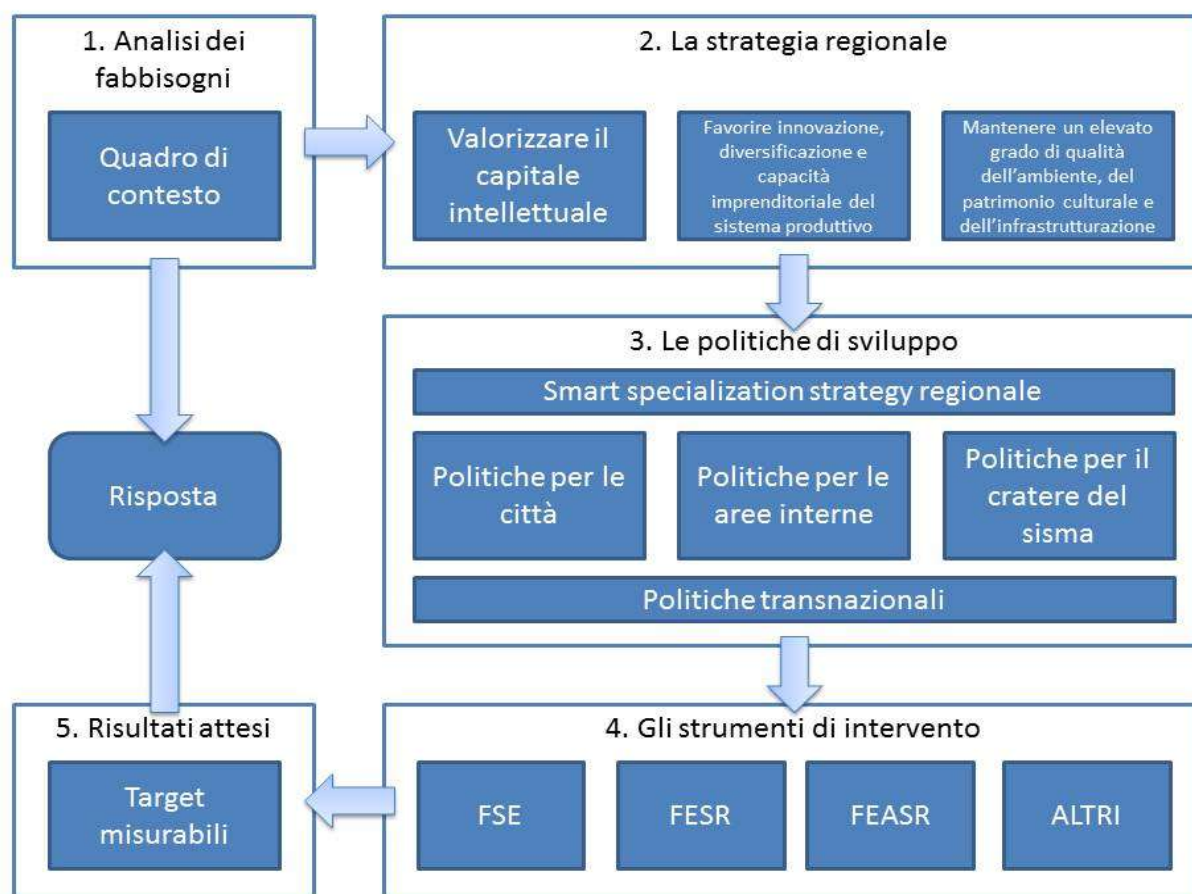 1. Analisi dei
fabbisogni
Quadro di
contesto
2. La strategia regionale
Valorizzare il
capitale
intellettuale
Favorire innovazione,
diversificazione e
capacità
imprenditoriale del
sistema produttivo
Mantenere un elevato
grado di qualità
dell'ambiente, del
patrimonio culturale e
dell'infrastrutturazione
3. Le politiche di sviluppo
Smart specialization strategy regionale
Politiche per le
città
Politiche per le
aree interne
Politiche per il
cratere del
sisma
Politiche transnazionali
Risposta
4. Gli strumenti di intervento
FSE
FESR
FEASR
ALTRI
5. Risultati attesi
Target
misurabili